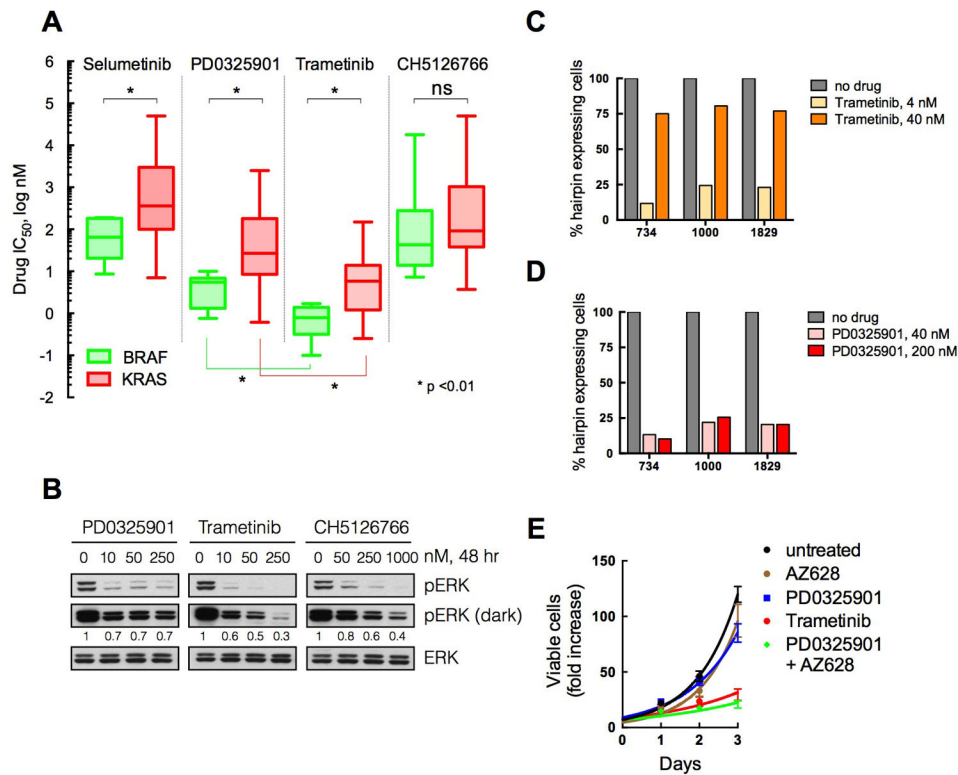 A
Selumetinib PD0325901 Trametinib CH5126766
* * * ns
Drug IC50, log nM
6
5
4
3
2
1
0
-1
-2
BRAF
KRAS
* *
* p <0.01
B
PD0325901 Trametinib CH5126766
0 10 50 250 0 10 50 250 0 50 250 1000 nM, 48 hr
pERK
pERK (dark)
1 0.7 0.7 0.7 1 0.6 0.5 0.3 1 0.8 0.6 0.4
ERK
C
% hairpin expressing cells
100
75
50
25
0
734 1000 1829
no drug
Trametinib, 4 nM
Trametinib, 40 nM
D
% hairpin expressing cells
100
75
50
25
0
734 1000 1829
no drug
PD0325901, 40 nM
PD0325901, 200 nM
E
Viable cells
(fold increase)
150
100
50
0
0 1 2 3
Days
untreated
AZ628
PD0325901
Trametinib
PD0325901
+ AZ628